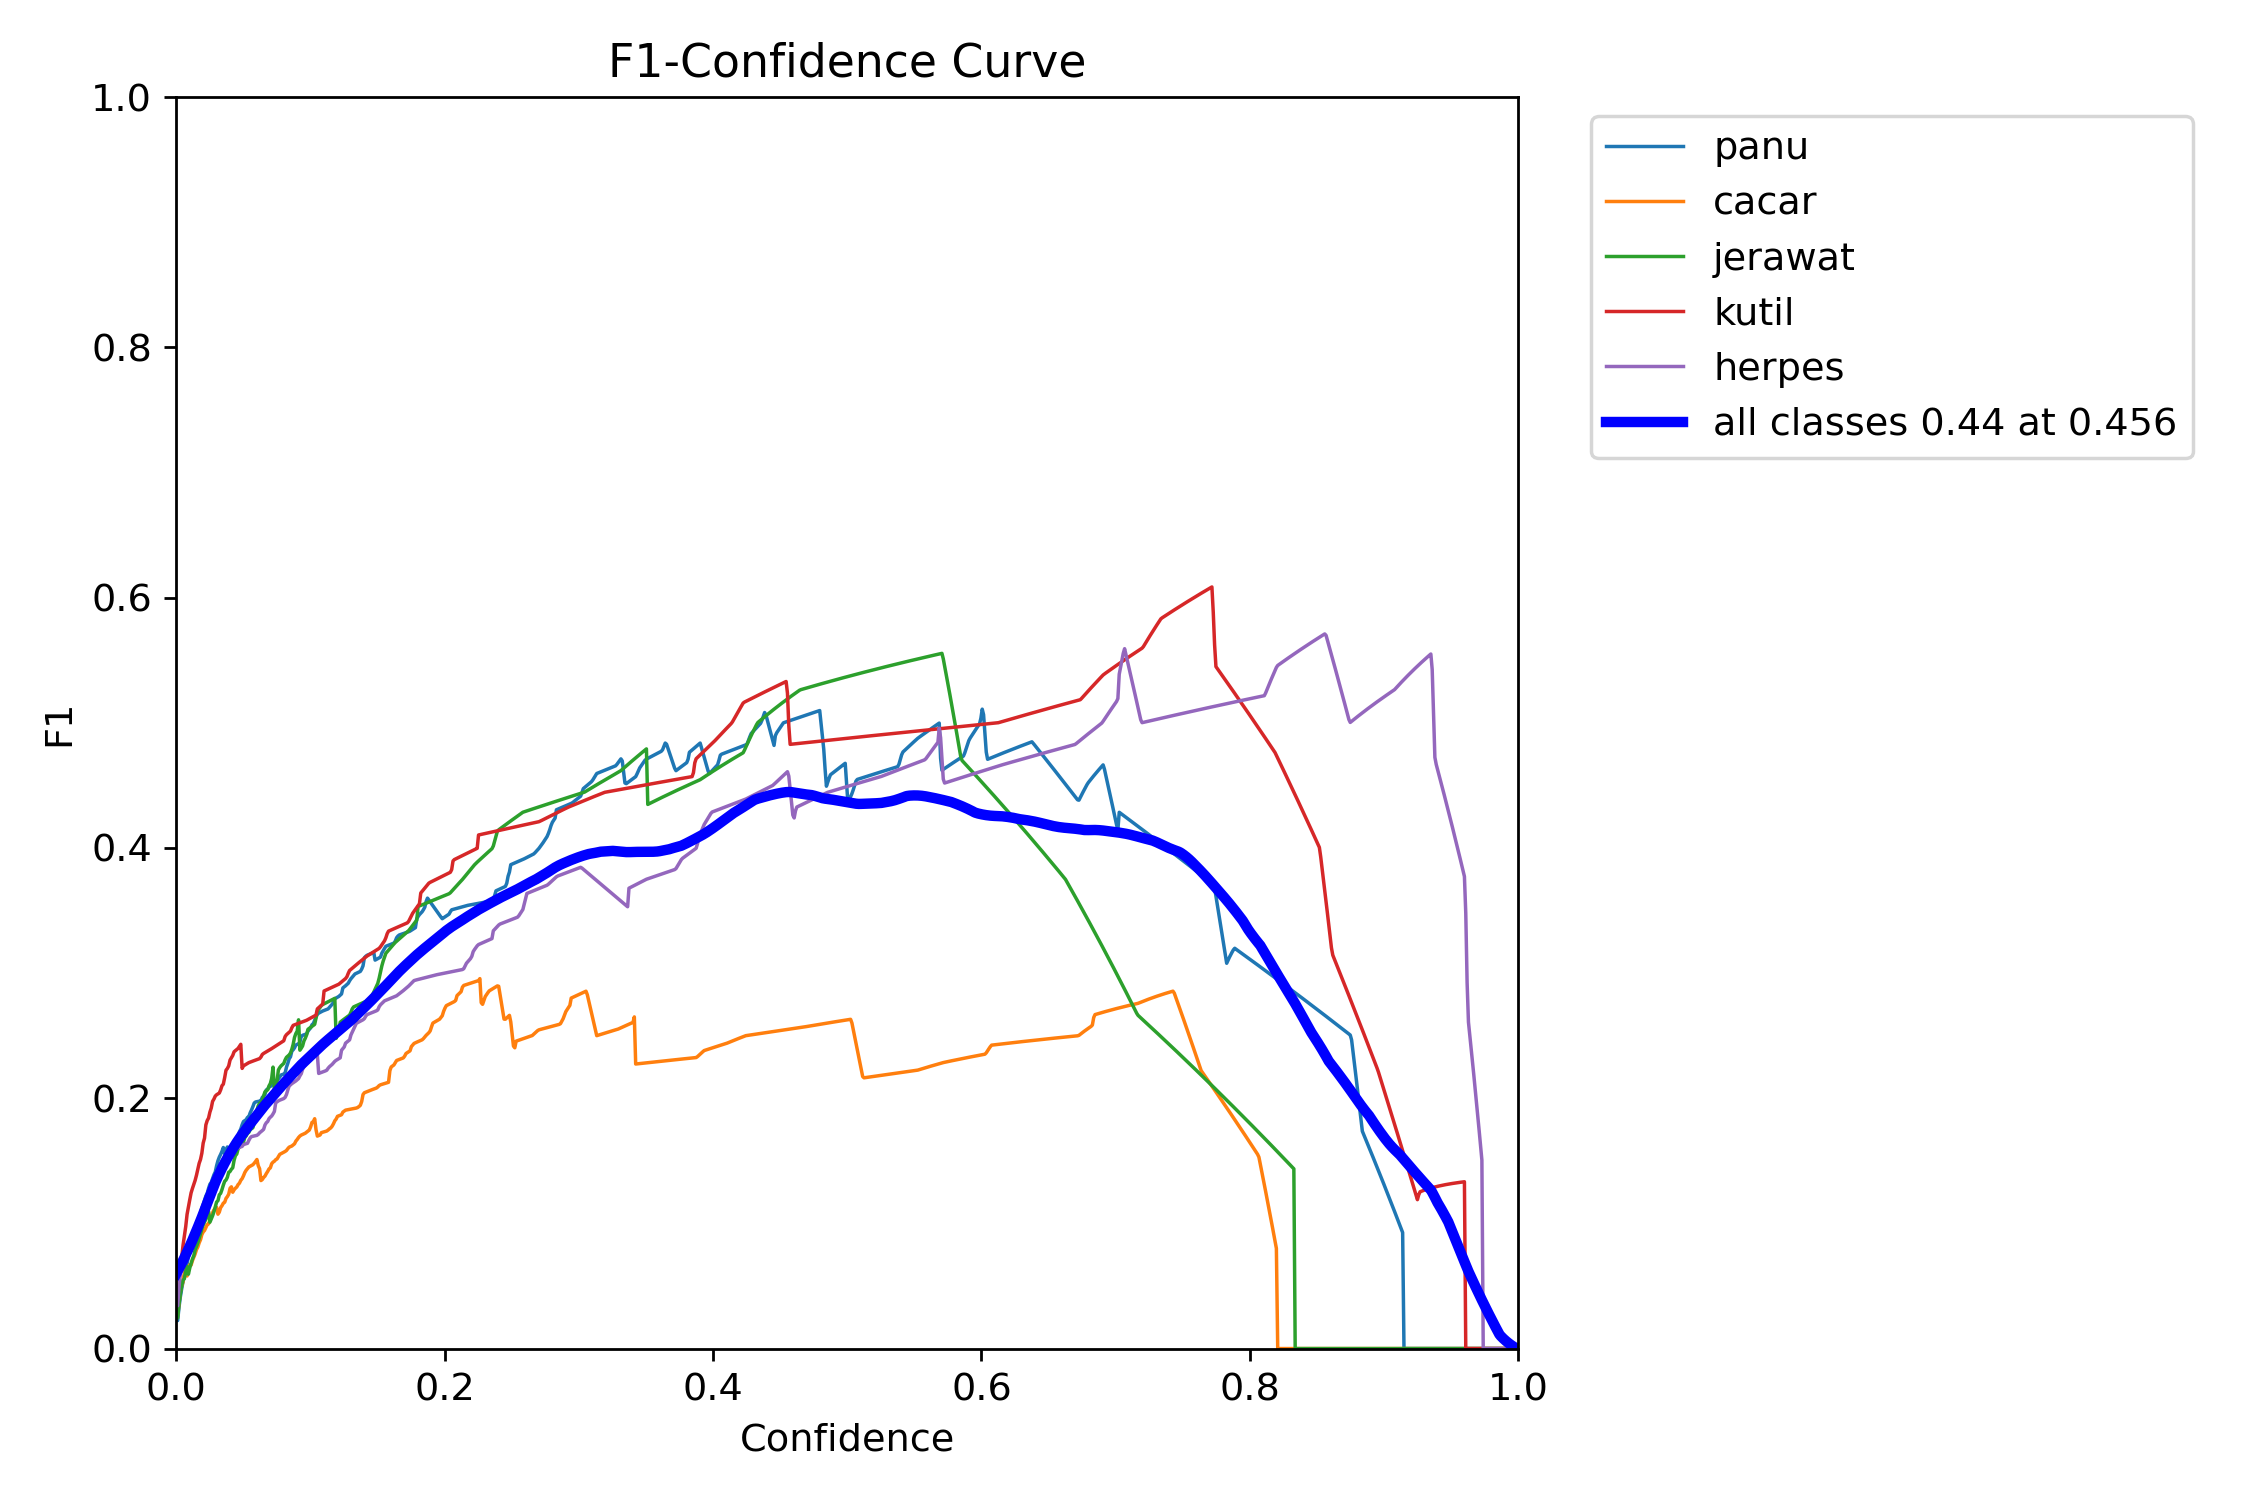 F1-Confidence Curve
1.0
0.8
0.6
0.4
0.2
0.0
F1
0.0 0.2 0.4 0.6 0.8 1.0
Confidence
panu
cacar
jerawat
kutil
herpes
all classes 0.44 at 0.456